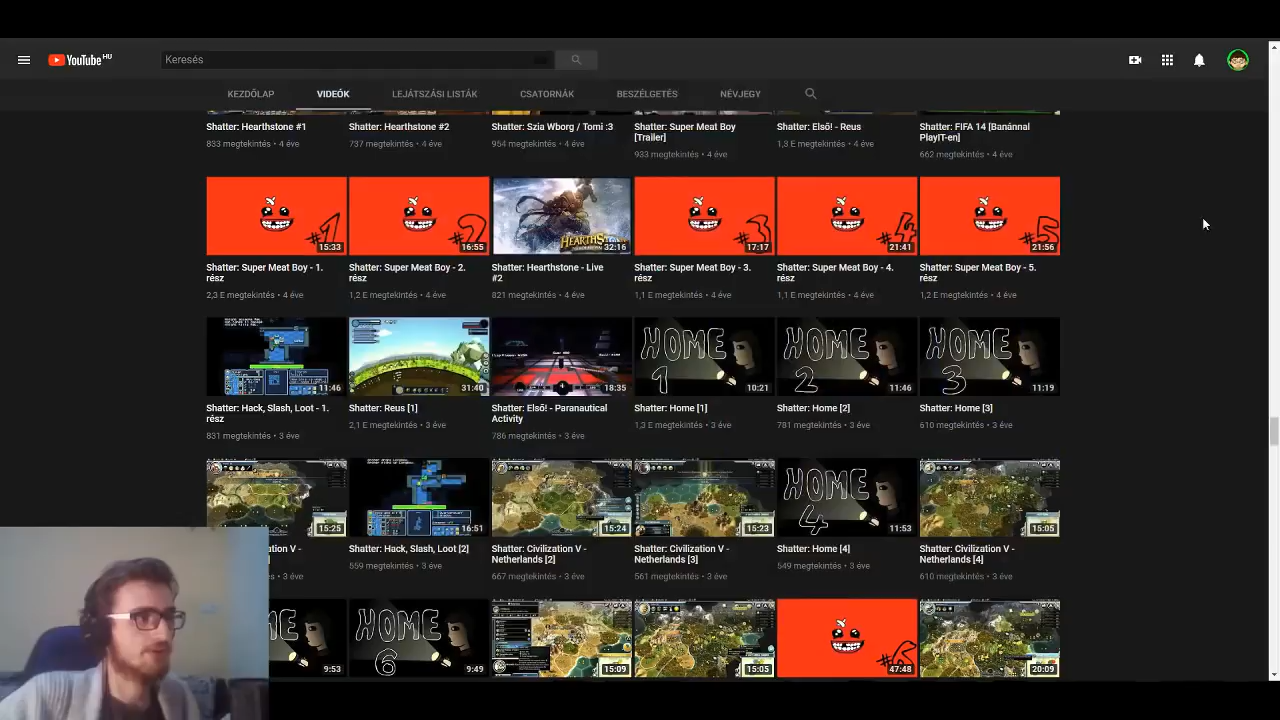 YouTube HU
Keresés
KEZDŐLAP
VIDEÓK
LEJÁTSZÁSI LISTÁK
CSATORNÁK
BESZÉLGETÉS
NÉVJEGY
Shatter: Hearthstone #1
833 megtekintés • 4 éve
Shatter: Hearthstone #2
737 megtekintés • 4 éve
Shatter: Szia Wborg / Tomi :3
954 megtekintés • 4 éve
Shatter: Super Meat Boy
[Trailer]
933 megtekintés • 4 éve
Shatter: Első! - Reus
1,3 E megtekintés • 4 éve
Shatter: FIFA 14 [Banánnal
PlayIT-en]
662 megtekintés • 4 éve
#1
15:33
Shatter: Super Meat Boy - 1.
rész
2,3 E megtekintés • 4 éve
#2
16:55
Shatter: Super Meat Boy - 2.
rész
1,2 E megtekintés • 4 éve
32:16
Shatter: Hearthstone - Live
#2
821 megtekintés • 4 éve
#3
17:17
Shatter: Super Meat Boy - 3.
rész
1,1 E megtekintés • 4 éve
#4
21:41
Shatter: Super Meat Boy - 4.
rész
1,1 E megtekintés • 4 éve
#5
21:56
Shatter: Super Meat Boy - 5.
rész
1,2 E megtekintés • 4 éve
11:46
Shatter: Hack, Slash, Loot - 1.
rész
831 megtekintés • 3 éve
31:40
Shatter: Reus [1]
2,1 E megtekintés • 3 éve
18:35
Shatter: Első! - Paranautical
Activity
786 megtekintés • 3 éve
HOME
1
10:21
Shatter: Home [1]
1,3 E megtekintés • 3 éve
HOME
2
11:46
Shatter: Home [2]
781 megtekintés • 3 éve
HOME
3
11:19
Shatter: Home [3]
610 megtekintés • 3 éve
15:25
ation V -
]
és • 3 éve
16:51
Shatter: Hack, Slash, Loot [2]
559 megtekintés • 3 éve
15:24
Shatter: Civilization V -
Netherlands [2]
667 megtekintés • 3 éve
15:23
Shatter: Civilization V -
Netherlands [3]
561 megtekintés • 3 éve
HOME
4
11:53
Shatter: Home [4]
549 megtekintés • 3 éve
15:05
Shatter: Civilization V -
Netherlands [4]
610 megtekintés • 3 éve
9:53
HOME
6
9:49
15:09
15:05
47:48
20:09